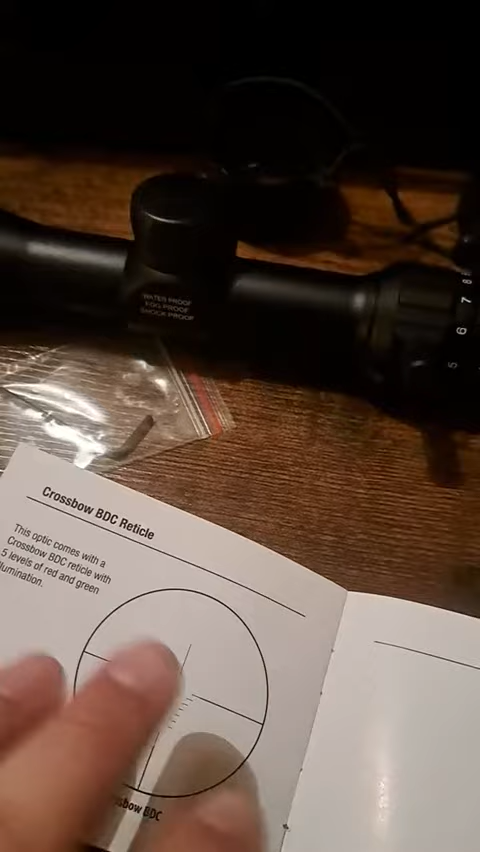 WATER PROOF
FOG PROOF
SHOCK PROOF
8
7
6
5
Crossbow BDC Reticle
This optic comes with a
Crossbow BDC reticle with
5 levels of red and green
illumination.
BDC